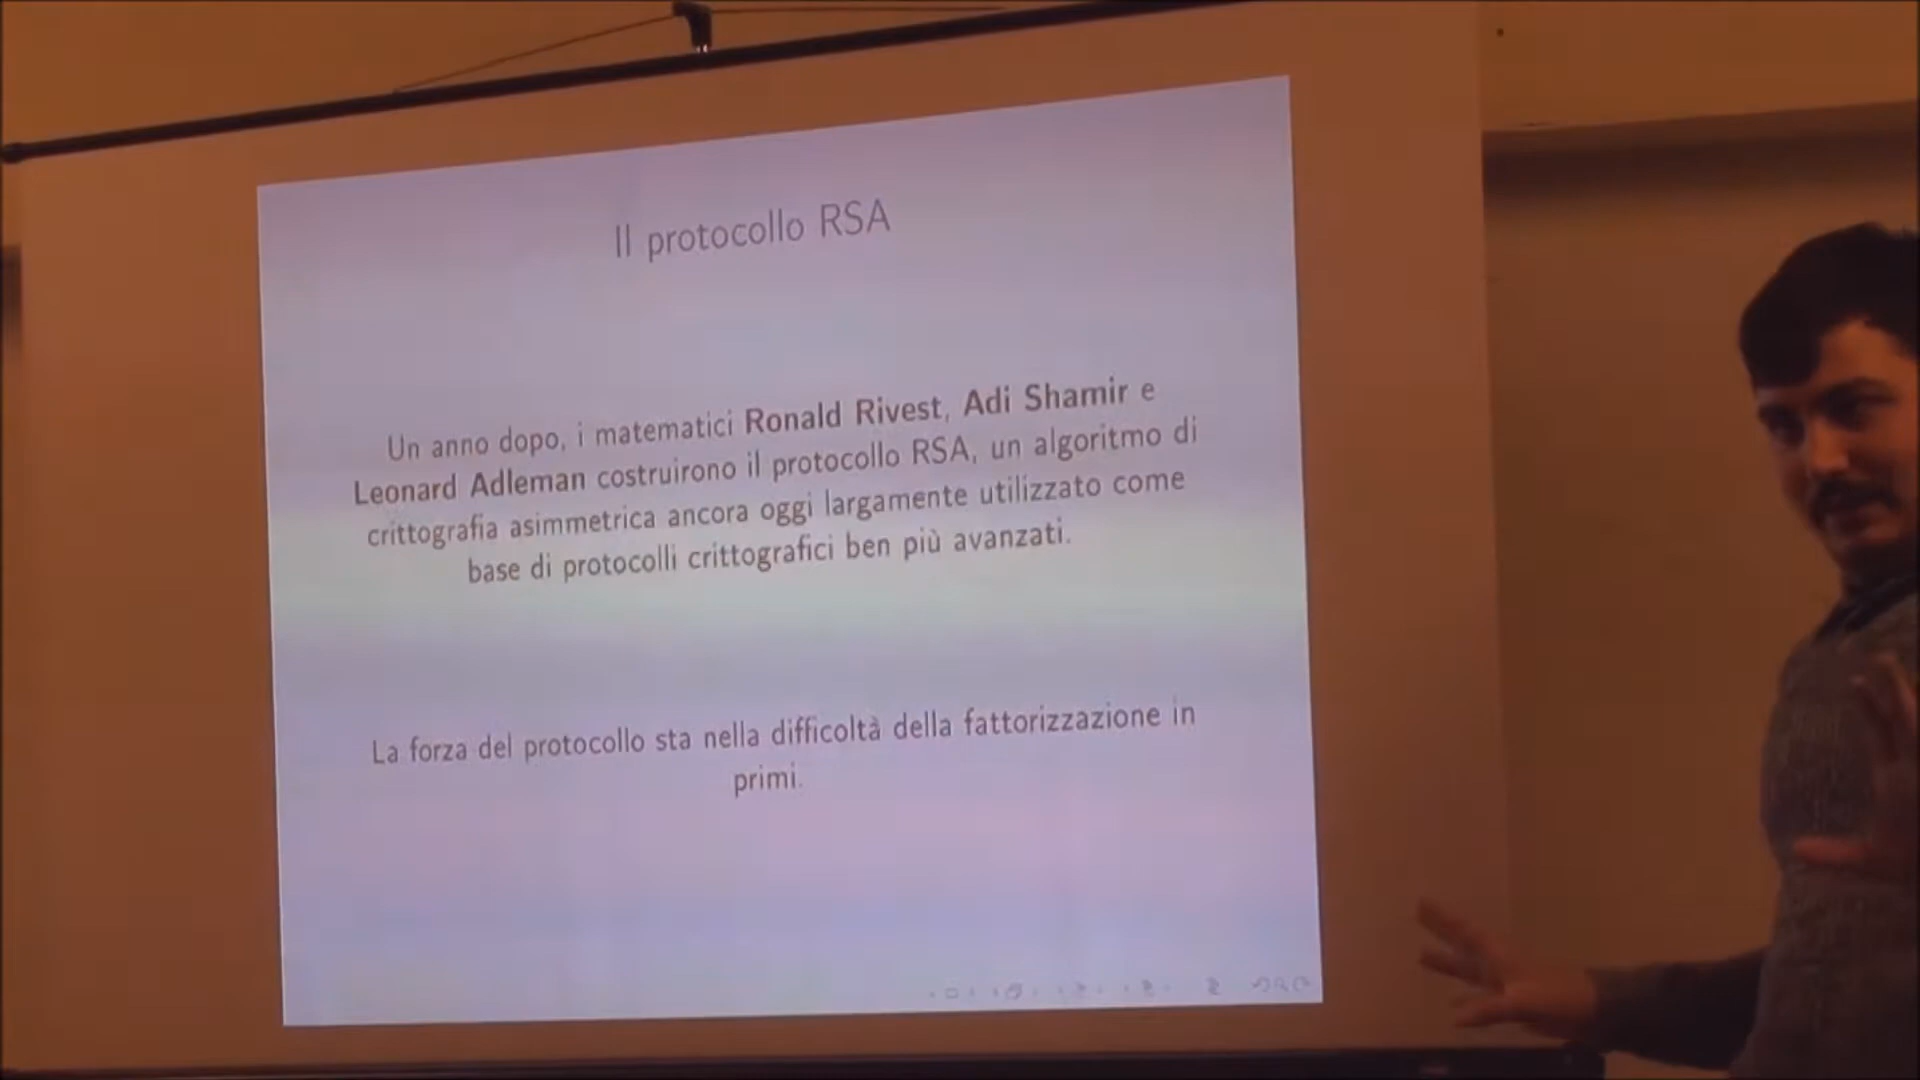 Il protocollo RSA
Un anno dopo, i matematici Ronald Rivest, Adi Shamir e
Leonard Adleman costruirono il protocollo RSA, un algoritmo di
crittografia asimmetrica ancora oggi largamente utilizzato come
base di protocolli crittografici ben più avanzati.
La forza del protocollo sta nella difficoltà della fattorizzazione in
primi.